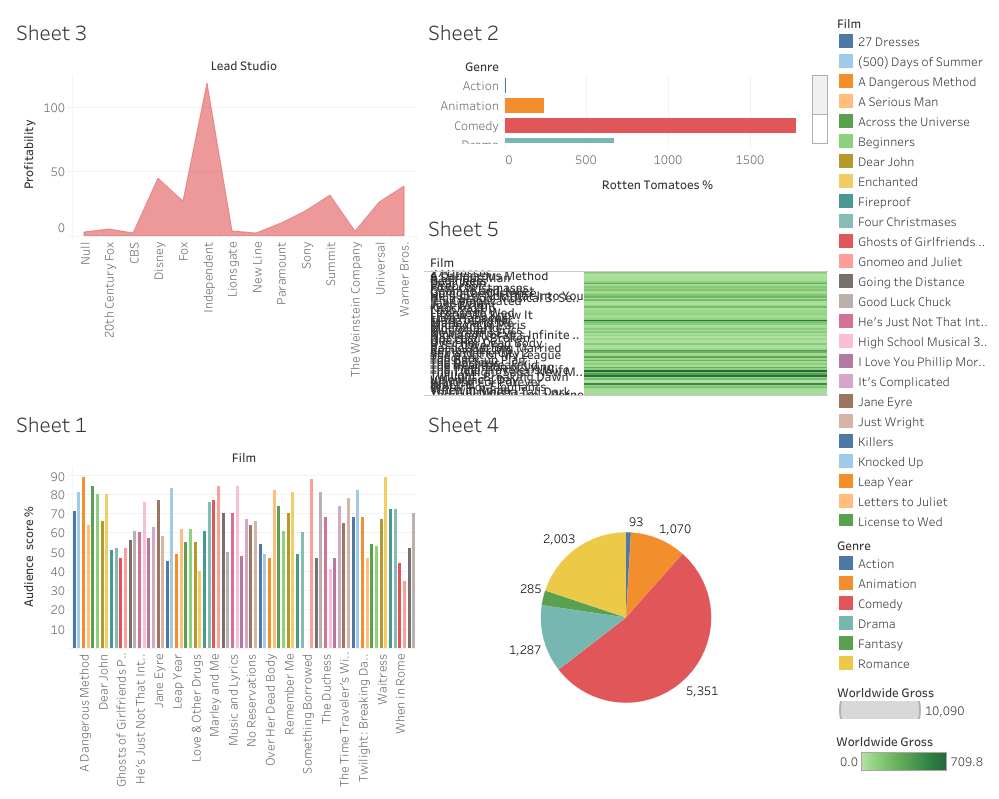 Sheet 3
Lead Studio
Profitability
100
50
0
Null
20th Century Fox
CBS
Disney
Fox
Independent
Lionsgate
New Line
Paramount
Sony
Summit
The Weinstein Company
Universal
Warner Bros.
Sheet 2
Genre
Action
Animation
Comedy
0
500
1000
1500
Rotten Tomatoes %
Sheet 5
Film
Sheet 1
Film
Audience score %
90
80
70
60
50
40
30
20
10
A Dangerous Method
Dear John
Ghosts of Girlfriends P..
He's Just Not That Int..
Jane Eyre
Leap Year
Love & Other Drugs
Marley and Me
Music and Lyrics
No Reservations
Over Her Dead Body
Remember Me
Something Borrowed
The Duchess
The Time Traveler's Wi..
Twilight: Breaking Da..
Waitress
When in Rome
Sheet 4
93
1,070
5,351
1,287
285
2,003
Film
27 Dresses
(500) Days of Summer
A Dangerous Method
A Serious Man
Across the Universe
Beginners
Dear John
Enchanted
Fireproof
Four Christmases
Ghosts of Girlfriends ..
Gnomeo and Juliet
Going the Distance
Good Luck Chuck
He's Just Not That Int..
High School Musical 3..
I Love You Phillip Mor..
It's Complicated
Jane Eyre
Just Wright
Killers
Knocked Up
Leap Year
Letters to Juliet
License to Wed
Genre
Action
Animation
Comedy
Drama
Fantasy
Romance
Worldwide Gross
10,090
Worldwide Gross
0.0
709.8